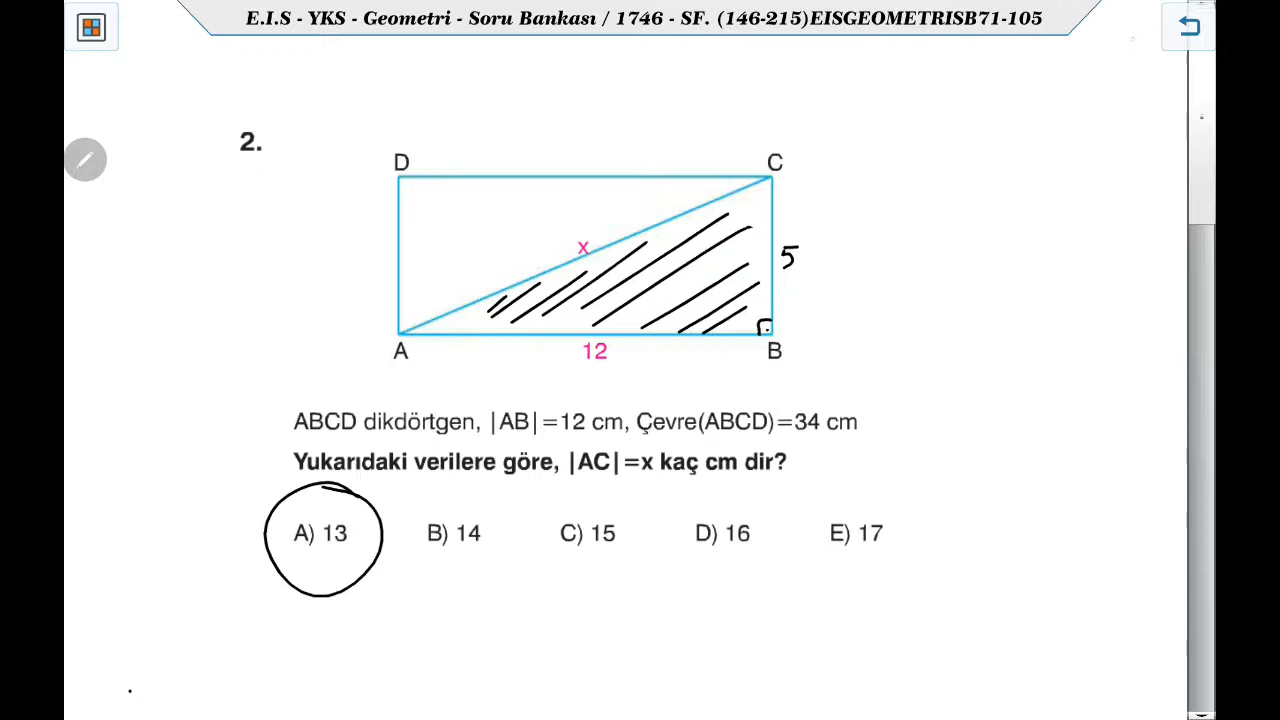 E.I.S - YKS - Geometri - Soru Bankası / 1746 - SF. (146-215)EISGEOMETRISB71-105
2.
D C
x
5
A 12 B
ABCD dikdörtgen, |AB|=12 cm, Çevre(ABCD)=34 cm
Yukarıdaki verilere göre, |AC|=x kaç cm dir?
A) 13 B) 14 C) 15 D) 16 E) 17